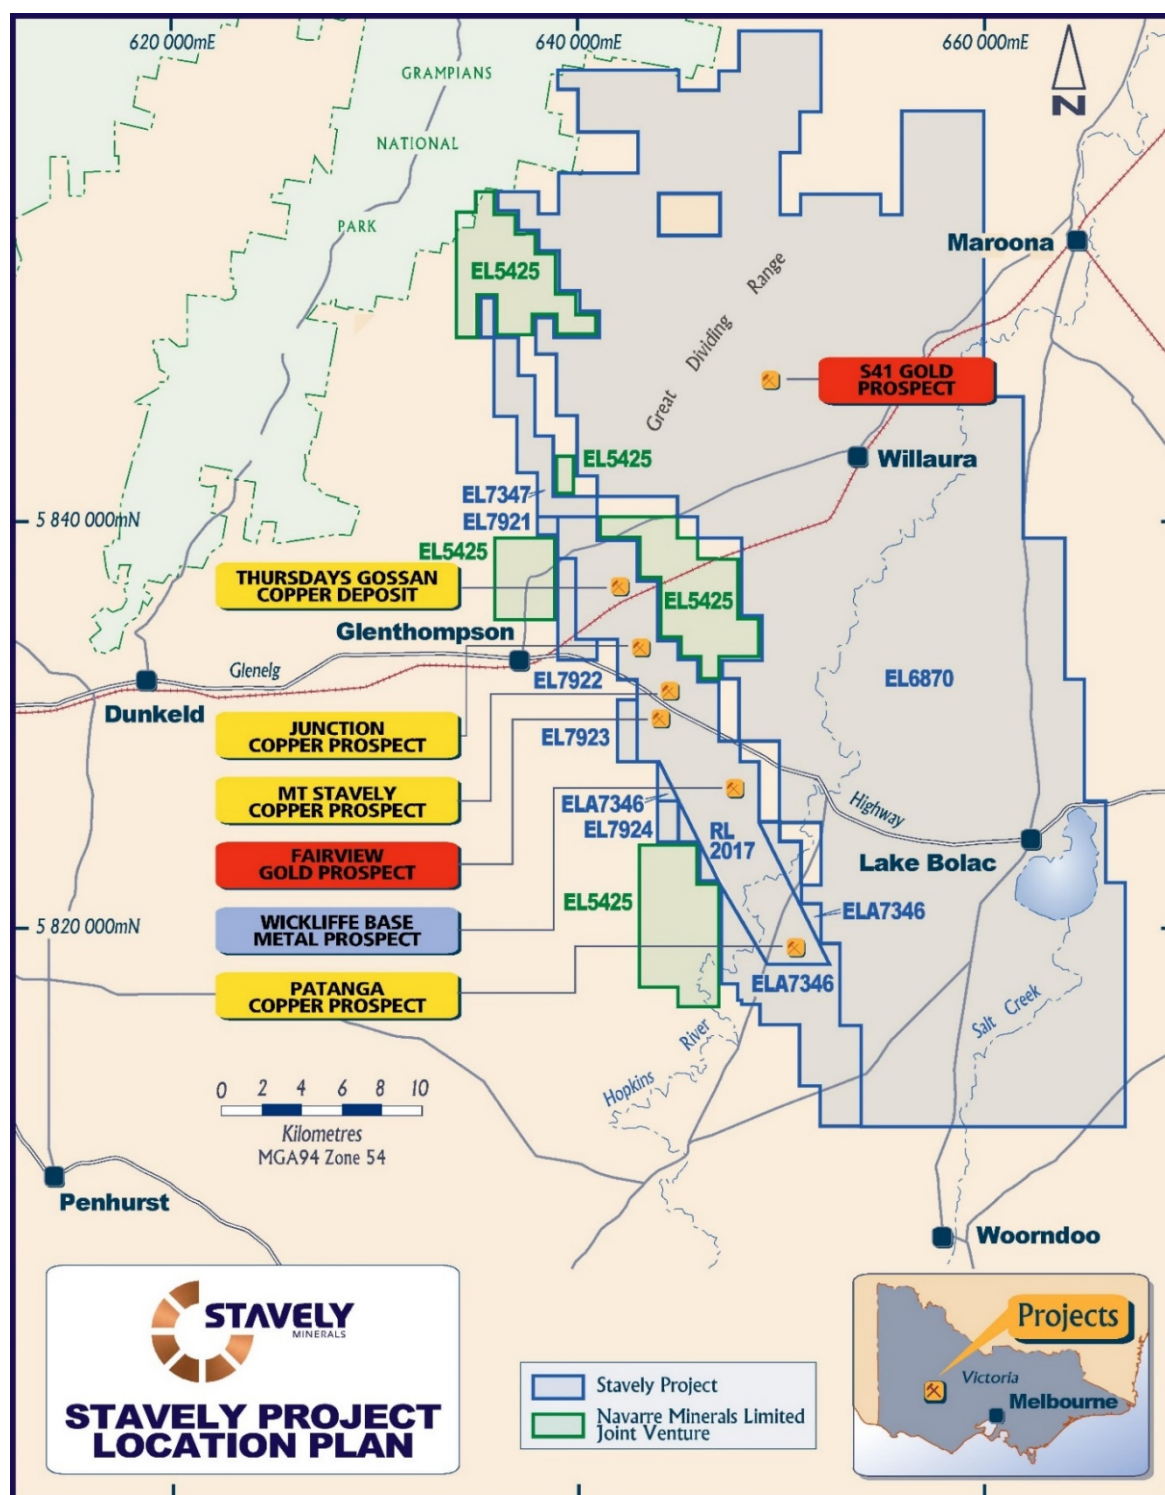 620 000mE
640 000mE
660 000mE
GRAMPIANS
NATIONAL
PARK
N
Maroona
EL5425
Great Dividing Range
S41 GOLD
PROSPECT
Willaura
EL5425
EL7347
EL7921
5 840 000mN
EL5425
THURSDAYS GOSSAN
COPPER DEPOSIT
EL5425
Glenthompson
Glenelg
EL7922
EL6870
Dunkeld
JUNCTION
COPPER PROSPECT
EL7923
MT STAVELY
COPPER PROSPECT
ELA7346
Highway
EL7924
RL
2017
FAIRVIEW
GOLD PROSPECT
Lake Bolac
EL5425
ELA7346
WICKLIFFE BASE
METAL PROSPECT
5 820 000mN
PATANGA
COPPER PROSPECT
ELA7346
Hopkins River
Salt Creek
0 2 4 6 8 10
Kilometres
MGA94 Zone 54
Penhurst
Woorndoo
STAVELY
MINERALS
STAVELY PROJECT
LOCATION PLAN
Stavely Project
Navarre Minerals Limited
Joint Venture
Projects
Victoria
Melbourne